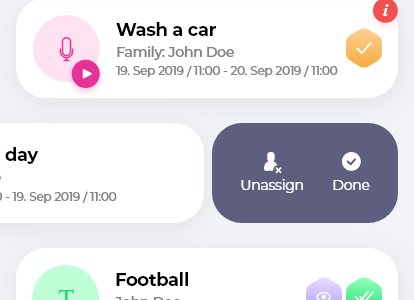 i
Wash a car
Family: John Doe
19. Sep 2019 / 11:00 - 20. Sep 2019 / 11:00
day
- 19. Sep 2019 / 11:00
Unassign
Done
Football
T
John Doe